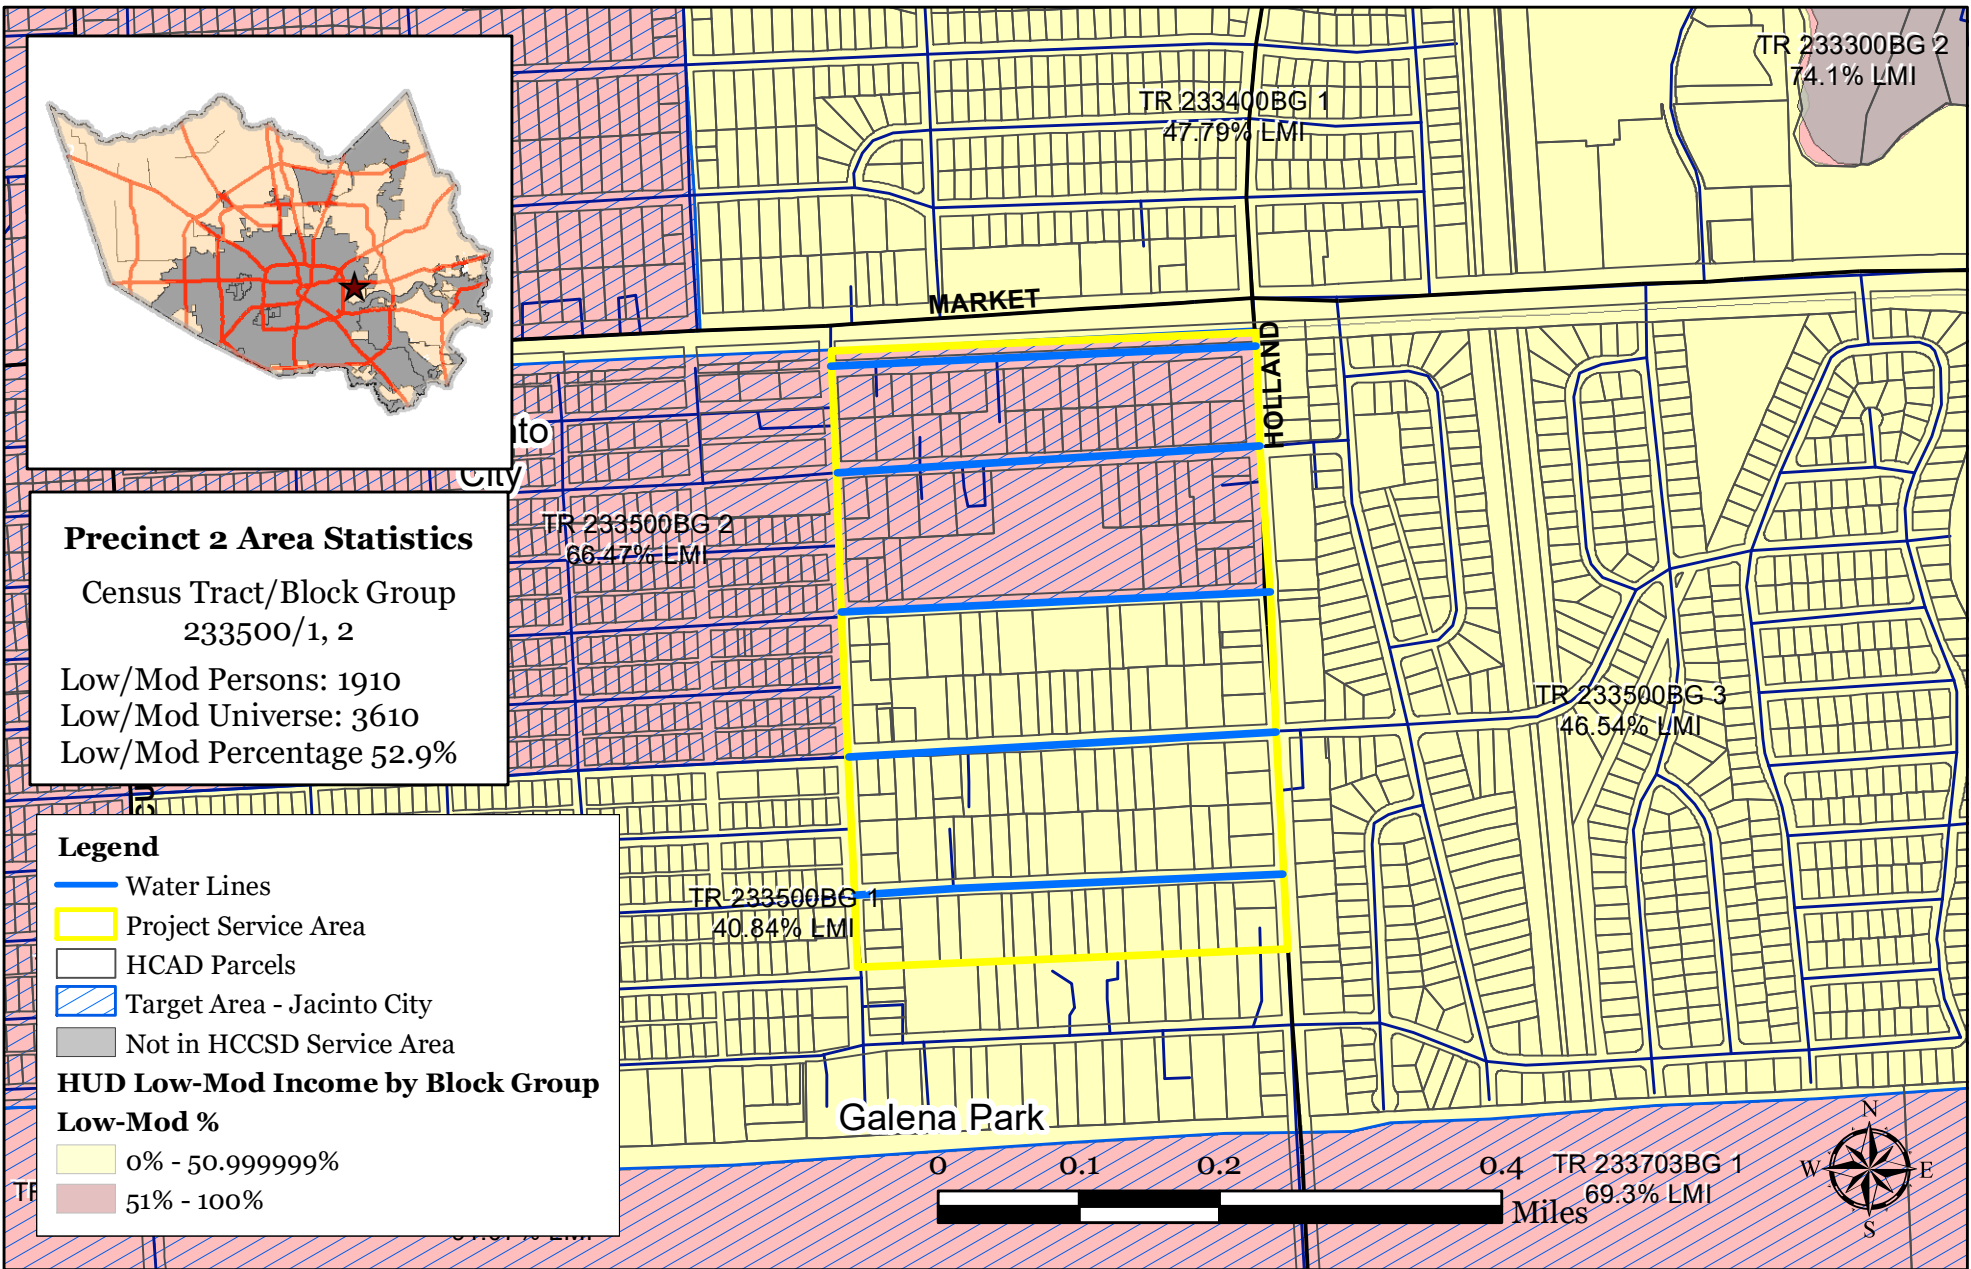 TR 233300BG 2
74.1% LMI
TR 233400BG 1
47.79% LMI
MARKET
HOLLAND
City
TR 233500BG 2
66.47% LMI
Precinct 2 Area Statistics
Census Tract/Block Group
233500/1, 2
Low/Mod Persons: 1910
Low/Mod Universe: 3610
Low/Mod Percentage 52.9%
TR 233500BG 3
46.54% LMI
TR 233500BG 1
40.84% LMI
Legend
Water Lines
Project Service Area
HCAD Parcels
Target Area - Jacinto City
Not in HCCSD Service Area
HUD Low-Mod Income by Block Group
Low-Mod %
0% - 50.999999%
51% - 100%
Galena Park
0 0.1 0.2 0.4
Miles
TR 233703BG 1
69.3% LMI
N
W E
S